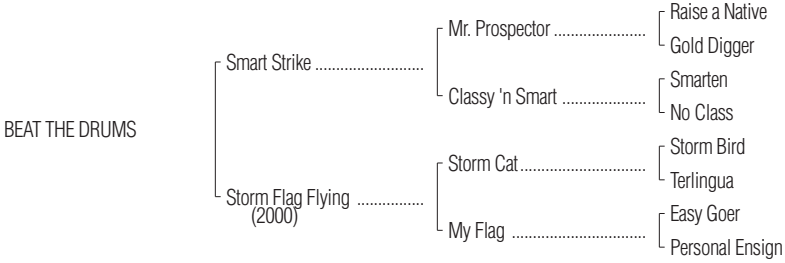 Raise a Native
Mr. Prospector ......................
Gold Digger
Smart Strike ..........................
Smarten
Classy 'n Smart ....................
No Class
BEAT THE DRUMS
Storm Bird
Storm Cat..............................
Terlingua
Storm Flag Flying ................
(2000)
Easy Goer
My Flag ................................
Personal Ensign